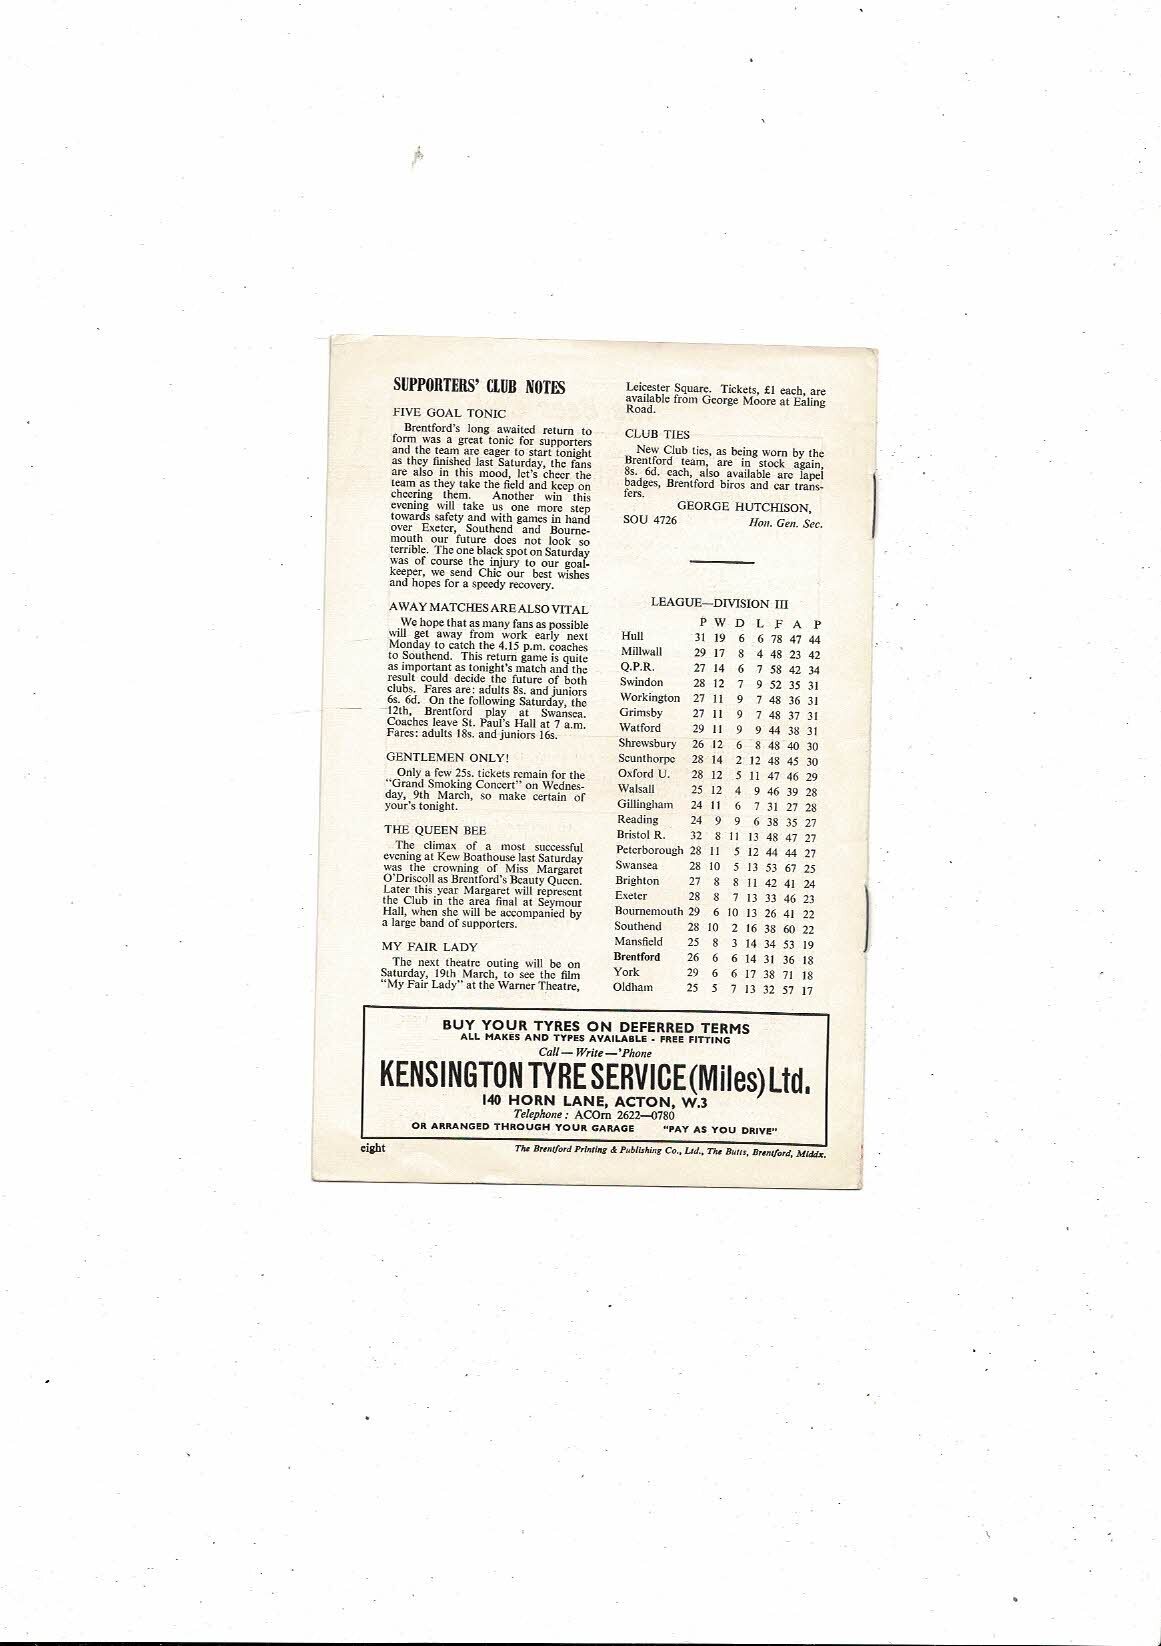 SUPPORTERS' CLUB NOTES
FIVE GOAL TONIC
Brentford's long awaited return to
form was a great tonic for supporters
and the team are eager to start tonight
as they finished last Saturday, the fans
are also in this mood, let's cheer the
team as they take the field and keep on
cheering them. Another win this
evening will take us one more step
towards safety and with games in hand
over Exeter, Southend and Bourne-
mouth our future does not look so
terrible. The one black spot on Saturday
was of course the injury to our goal-
keeper, we send Chic our best wishes
and hopes for a speedy recovery.
AWAY MATCHES ARE ALSO VITAL
We hope that as many fans as possible
will get away from work early next
Monday to catch the 4.15 p.m. coaches
to Southend. This return game is quite
as important as tonight's match and the
result could decide the future of both
clubs. Fares are: adults 8s. and juniors
6s. 6d. On the following Saturday, the
12th, Brentford play at Swansea.
Coaches leave St. Paul's Hall at 7 a.m.
Fares: adults 18s. and juniors 16s.
GENTLEMEN ONLY!
Only a few 25s. tickets remain for the
"Grand Smoking Concert" on Wednes-
day, 9th March, so make certain of
your's tonight.
THE QUEEN BEE
The climax of a most successful
evening at Kew Boathouse last Saturday
was the crowning of Miss Margaret
O'Driscoll as Brentford's Beauty Queen.
Later this year Margaret will represent
the Club in the area final at Seymour
Hall, when she will be accompanied by
a large band of supporters.
MY FAIR LADY
The next theatre outing will be on
Saturday, 19th March, to see the film
"My Fair Lady" at the Warner Theatre,
Leicester Square. Tickets, £1 each, are
available from George Moore at Ealing
Road.
CLUB TIES
New Club ties, as being worn by the
Brentford team, are in stock again,
8s. 6d. each, also available are lapel
badges, Brentford biros and car trans-
fers.
GEORGE HUTCHISON,
SOU 4726 Hon. Gen. Sec.
LEAGUE—DIVISION III
P W D L F A P
Hull 31 19 6 6 78 47 44
Millwall 29 17 8 4 48 23 42
Q.P.R. 27 14 6 7 58 42 34
Swindon 28 12 7 9 52 35 31
Workington 27 11 9 7 48 36 31
Grimsby 27 11 9 7 48 37 31
Watford 29 11 9 9 44 38 31
Shrewsbury 26 12 6 8 48 40 30
Scunthorpe 28 14 2 12 48 45 30
Oxford U. 28 12 5 11 47 46 29
Walsall 25 12 4 9 46 39 28
Gillingham 24 11 6 7 31 27 28
Reading 24 9 9 6 38 35 27
Bristol R. 32 8 11 13 48 47 27
Peterborough 28 11 5 12 44 44 27
Swansea 28 10 5 13 53 67 25
Brighton 27 8 8 11 42 41 24
Exeter 28 8 7 13 33 46 23
Bournemouth 29 6 10 13 26 41 22
Southend 28 10 2 16 38 60 22
Mansfield 25 8 3 14 34 53 19
Brentford 26 6 6 14 31 36 18
York 29 6 6 17 38 71 18
Oldham 25 5 7 13 32 57 17
BUY YOUR TYRES ON DEFERRED TERMS
ALL MAKES AND TYPES AVAILABLE - FREE FITTING
Call — Write —'Phone
KENSINGTON TYRE SERVICE (Miles) Ltd.
140 HORN LANE, ACTON, W.3
Telephone: ACOrn 2622—0780
OR ARRANGED THROUGH YOUR GARAGE "PAY AS YOU DRIVE"
eight The Brentford Printing & Publishing Co., Ltd., The Butts, Brentford, Middx.